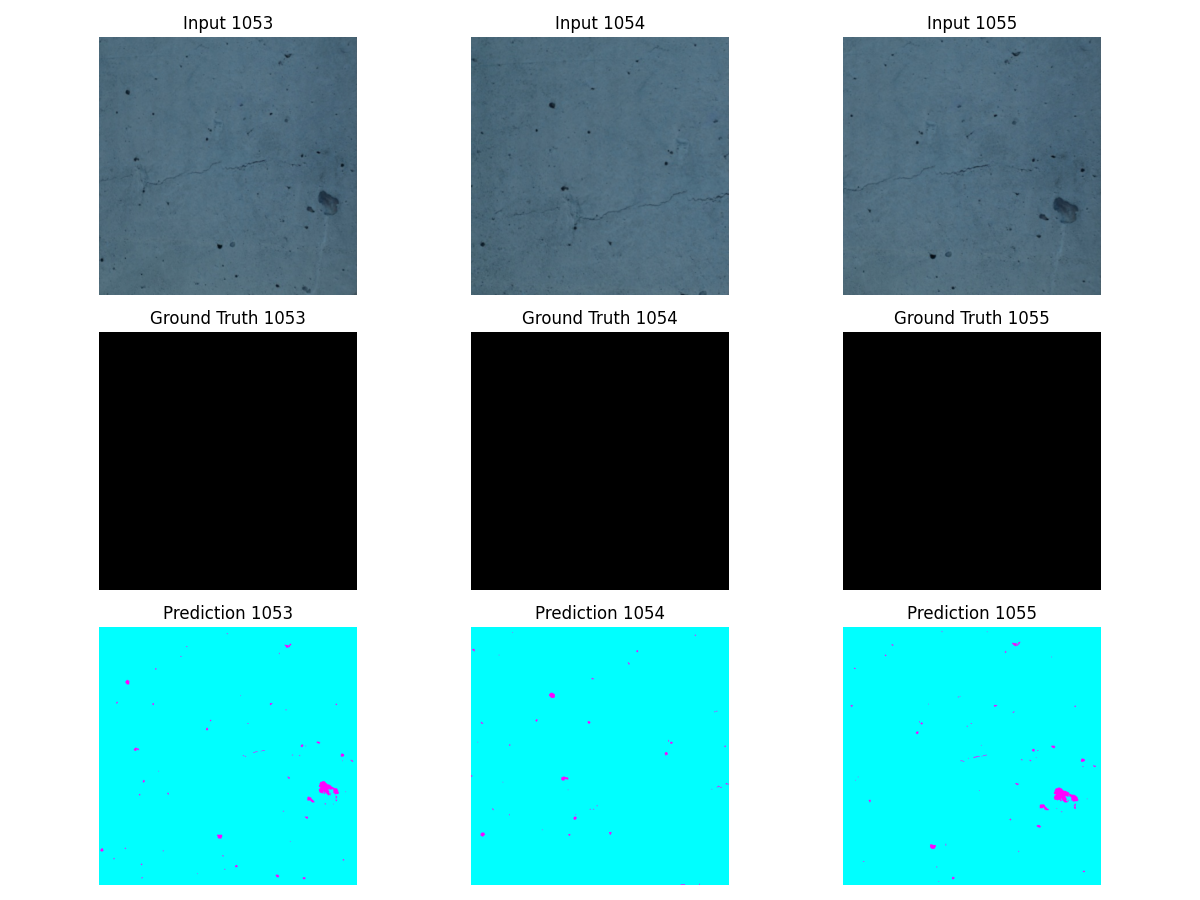 Input 1053
Input 1054
Input 1055
Ground Truth 1053
Ground Truth 1054
Ground Truth 1055
Prediction 1053
Prediction 1054
Prediction 1055